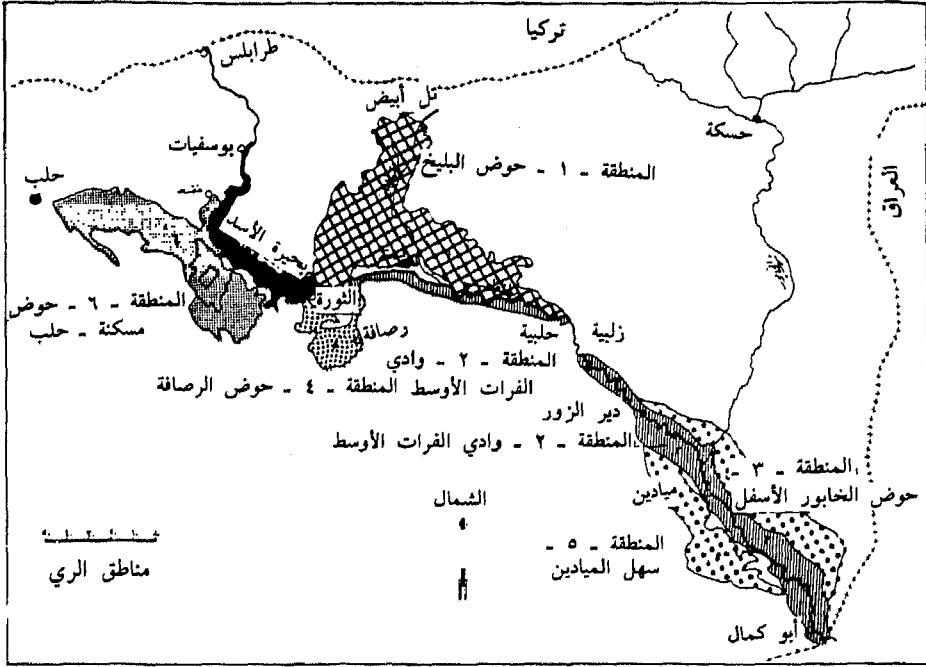 تركيا
طرابلس
تل أبيض
حسكة
يوسفيات
المنطقة - ١ - حوض البليخ
العراق
حلب
بحيرة الأسد
المنطقة - ٦ - حوض
مسكنة - حلب
الثورة
رصافة
حلبية
زلبية
المنطقة - ٢ - وادي
الفرات الأوسط
المنطقة - ٤ - حوض الرصافة
دير الزور
المنطقة - ٢ - وادي الفرات الأوسط
المنطقة - ٣ -
حوض الخابور الأسفل
ميادين
الشمال
المنطقة - ٥ -
سهل الميادين
مناطق الري
أبو كمال